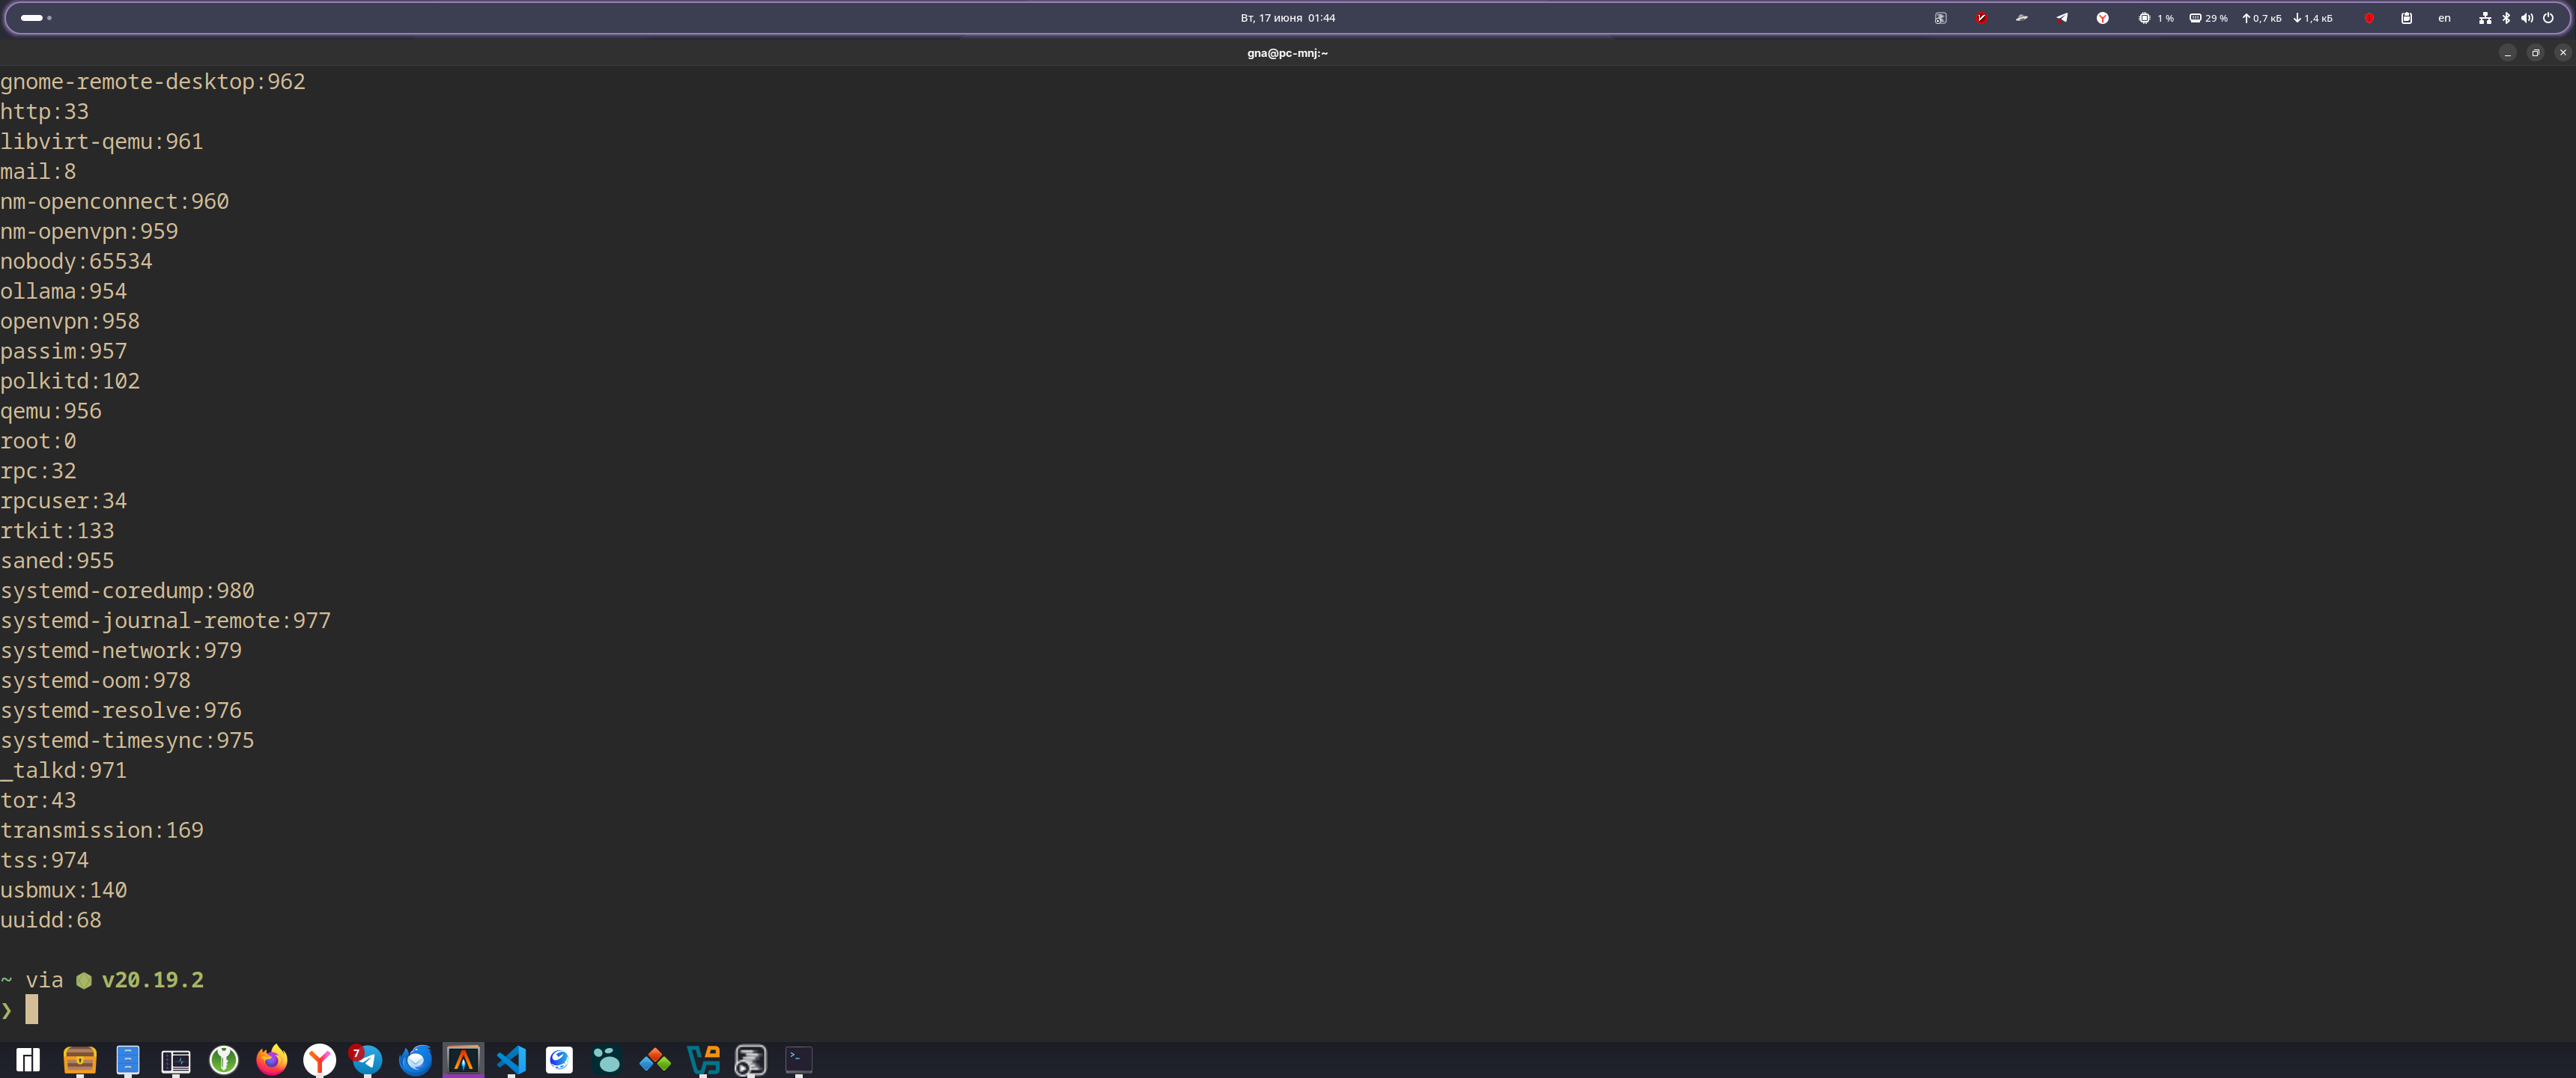 Вт, 17 июня 01:44
1 %
29 %
0,7 кБ
1,4 кБ
en
gna@pc-mnj:~
gnome-remote-desktop:962
http:33
libvirt-qemu:961
mail:8
nm-openconnect:960
nm-openvpn:959
nobody:65534
ollama:954
openvpn:958
passim:957
polkitd:102
qemu:956
root:0
rpc:32
rpcuser:34
rtkit:133
saned:955
systemd-coredump:980
systemd-journal-remote:977
systemd-network:979
systemd-oom:978
systemd-resolve:976
systemd-timesync:975
_talkd:971
tor:43
transmission:169
tss:974
usbmux:140
uuidd:68
~ via ⬢ v20.19.2
❯
7